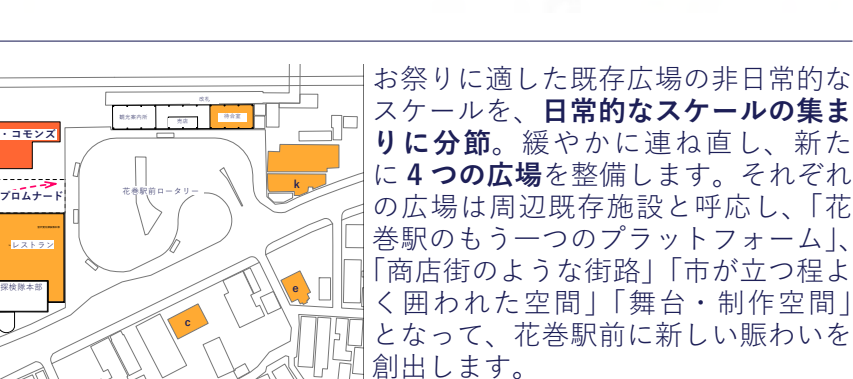 改札
観光案内所
売店
待合室
・コモンズ
プロムナード
花巻駅前ロータリー
k
レストラン
探検隊本部
e
c
お祭りに適した既存広場の非日常的な
スケールを、日常的なスケールの集ま
りに分節。緩やかに連ね直し、新た
に4つの広場を整備します。それぞれ
の広場は周辺既存施設と呼応し、「花
巻駅のもう一つのプラットフォーム」、
「商店街のような街路」「市が立つ程よ
く囲われた空間」「舞台・制作空間」
となって、花巻駅前に新しい賑わいを
創出します。